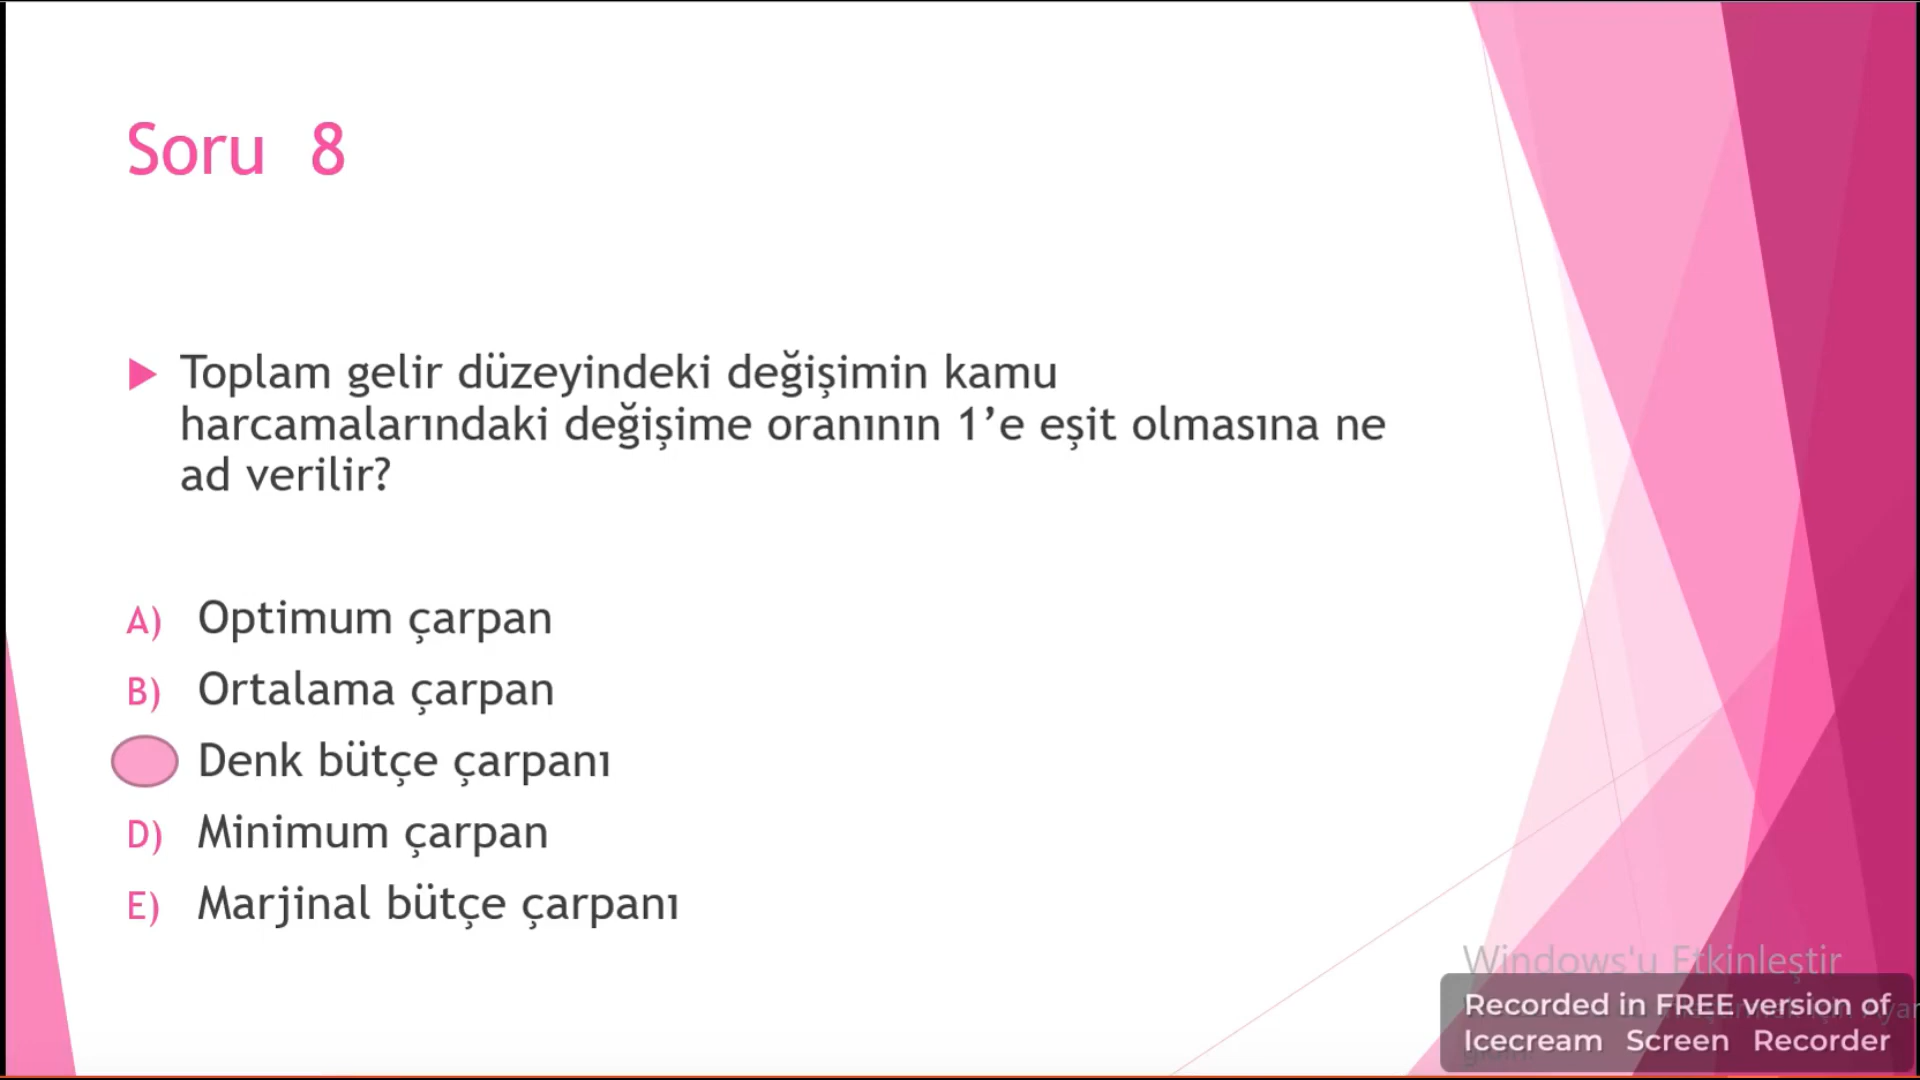 Soru 8
Toplam gelir düzeyindeki değişimin kamu
harcamalarındaki değişime oranının 1’e eşit olmasına ne
ad verilir?
A) Optimum çarpan
B) Ortalama çarpan
Denk bütçe çarpanı
D) Minimum çarpan
E) Marjinal bütçe çarpanı
Windows'u Etkinleştir
Recorded in FREE version of
Icecream Screen Recorder